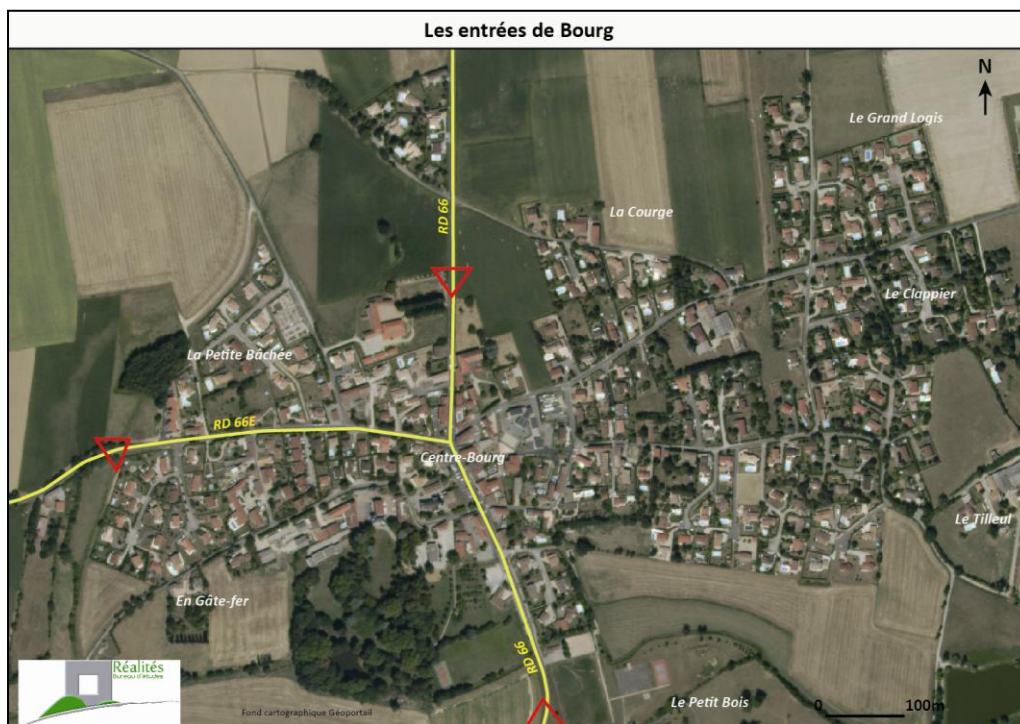 Les entrées de Bourg
N
Le Grand Logis
La Courge
RD 66
Le Clappier
La Petite Bâchée
RD 66E
Centre-Bourg
Le Tilleul
En Gâte-fer
RD 66
Réalités
Bureau d'études
Le Petit Bois
0 100m
Fond cartographique Géoportail